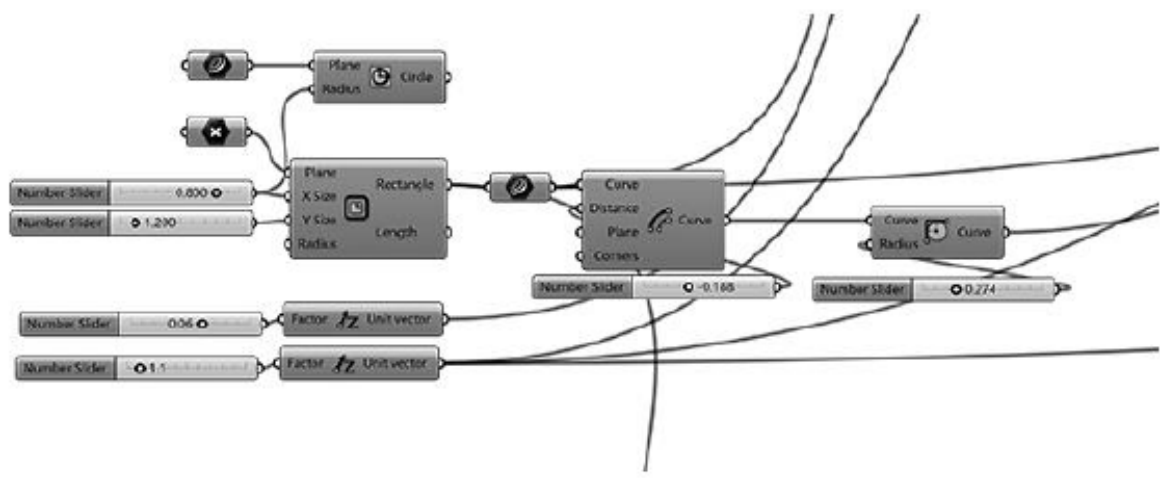 Plane
Circle
Radius
Plane
Rectangle
Number Slider 0.800
X Size
Number Slider 1.200
Y Size
Length
Radius
Curve
Distance
Curve
Plane
Corners
Curve
Radius
Curve
Number Slider -0.168
Number Slider 0.274
Number Slider 0.06
Factor Unit vector
Number Slider 1.1
Factor Unit vector